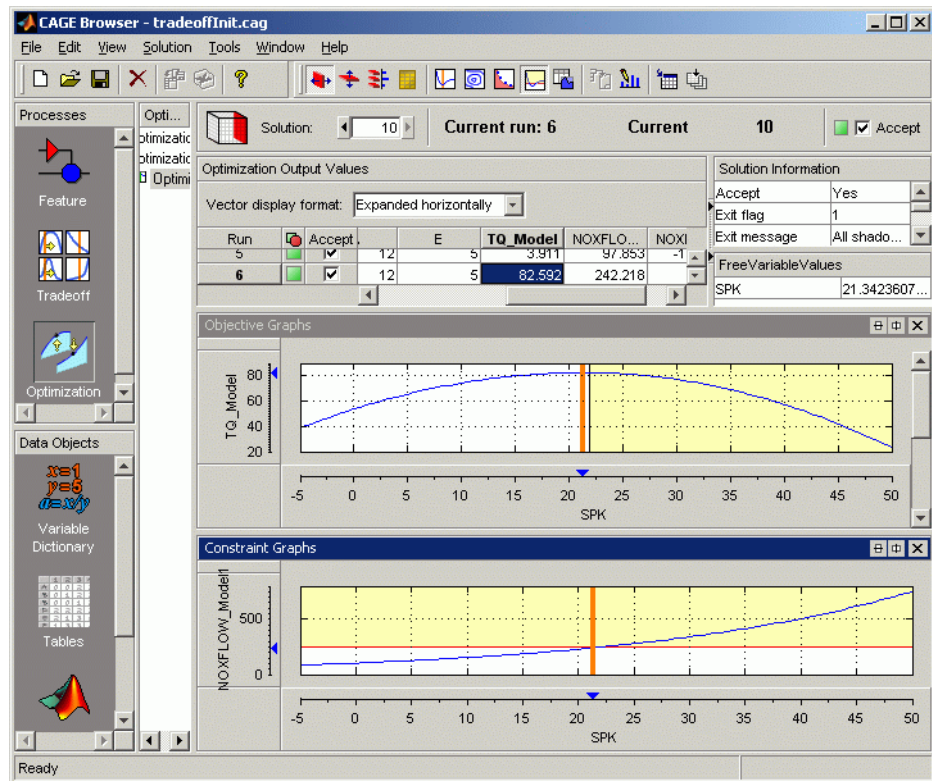 CAGE Browser - tradeoffInit.cag
File Edit View Solution Tools Window Help
Processes
Feature
Tradeoff
Optimization
Data Objects
x=1
y=5
a=x/y
Variable
Dictionary
Tables
Opti...
ptimizatic
ptimizatic
Optimi
Solution: 10
Current run: 6
Current 10
Accept
Optimization Output Values
Vector display format: Expanded horizontally
Run Accept E TQ_Model NOXFLO... NOXI
5 12 5 3.911 97.853 -1
6 12 5 82.592 242.218
Solution Information
Accept Yes
Exit flag 1
Exit message All shado...
FreeVariableValues
SPK 21.3423607...
Objective Graphs
TQ_Model
80
60
40
20
-5 0 5 10 15 20 25 30 35 40 45 50
SPK
Constraint Graphs
NOXFLOW_Model1
500
0
-5 0 5 10 15 20 25 30 35 40 45 50
SPK
Ready